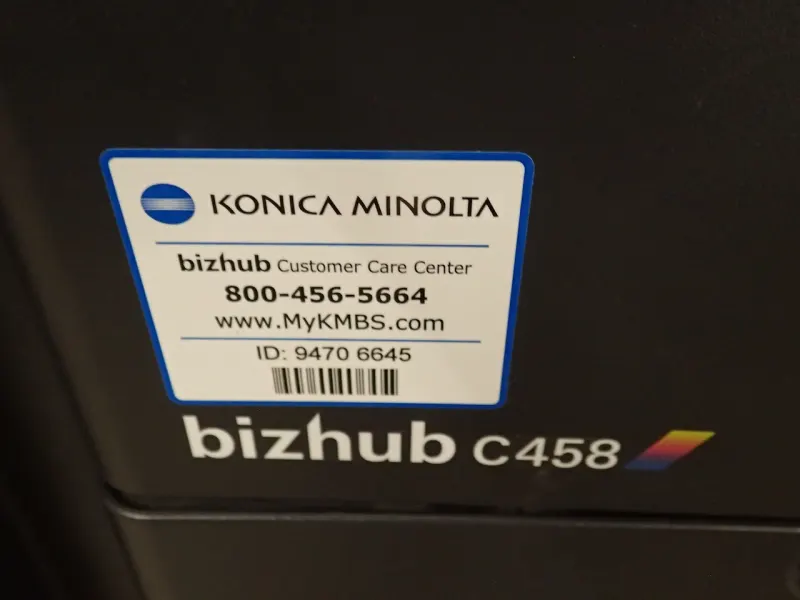 KONICA MINOLTA
bizhub Customer Care Center
800-456-5664
www.MyKMBS.com
ID: 9470 6645
bizhub C458